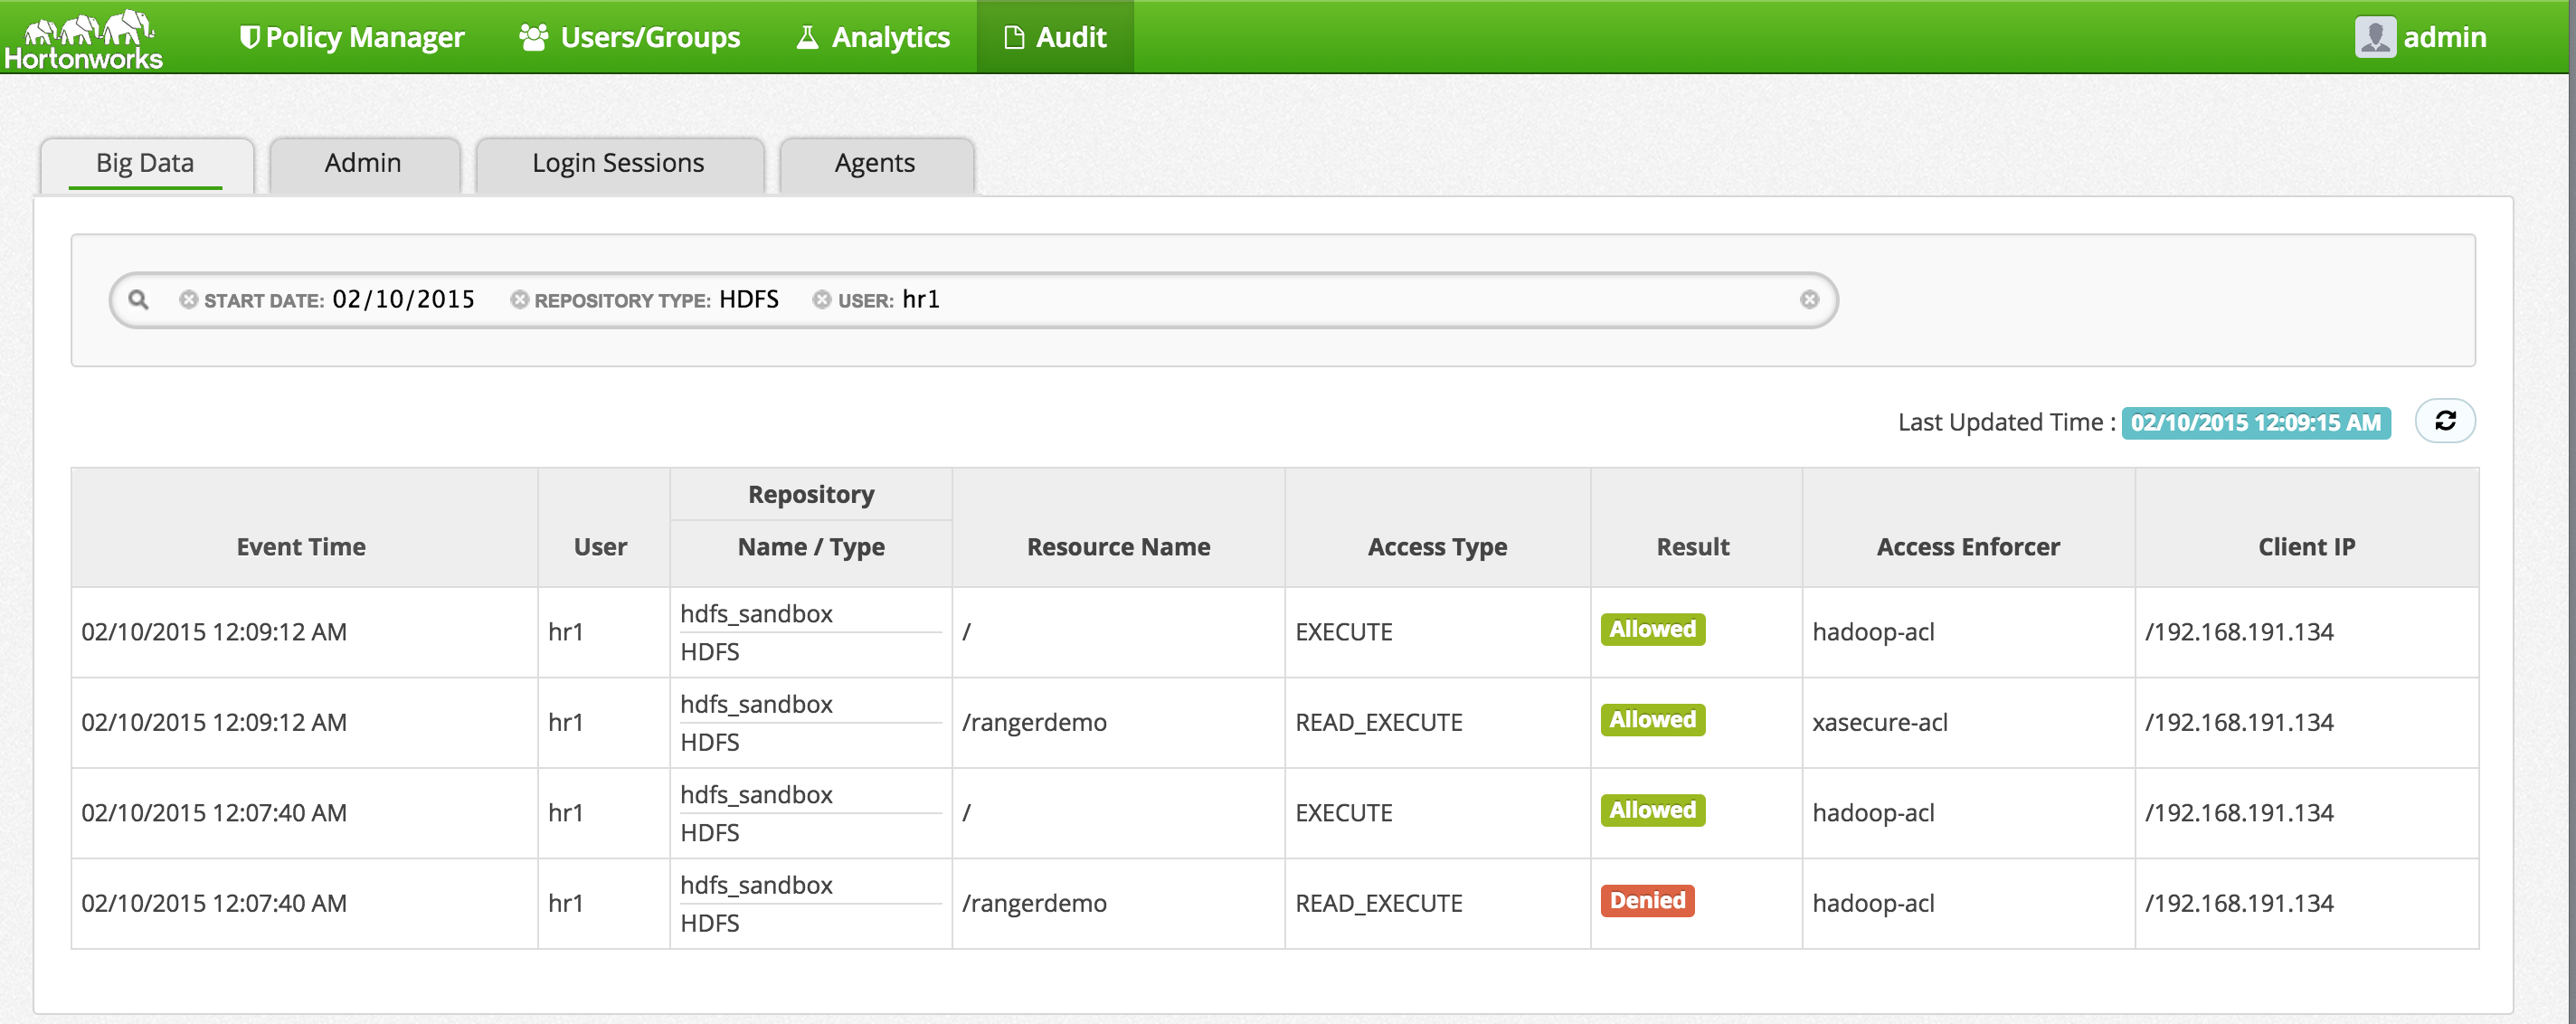 Hortonworks
Policy Manager Users/Groups Analytics Audit admin
Big Data Admin Login Sessions Agents
START DATE: 02/10/2015 REPOSITORY TYPE: HDFS USER: hr1
Last Updated Time : 02/10/2015 12:09:15 AM
Repository
Event Time User Name / Type Resource Name Access Type Result Access Enforcer Client IP
02/10/2015 12:09:12 AM hr1 hdfs_sandbox HDFS / EXECUTE Allowed hadoop-acl /192.168.191.134
02/10/2015 12:09:12 AM hr1 hdfs_sandbox HDFS /rangerdemo READ_EXECUTE Allowed xasecure-acl /192.168.191.134
02/10/2015 12:07:40 AM hr1 hdfs_sandbox HDFS / EXECUTE Allowed hadoop-acl /192.168.191.134
02/10/2015 12:07:40 AM hr1 hdfs_sandbox HDFS /rangerdemo READ_EXECUTE Denied hadoop-acl /192.168.191.134